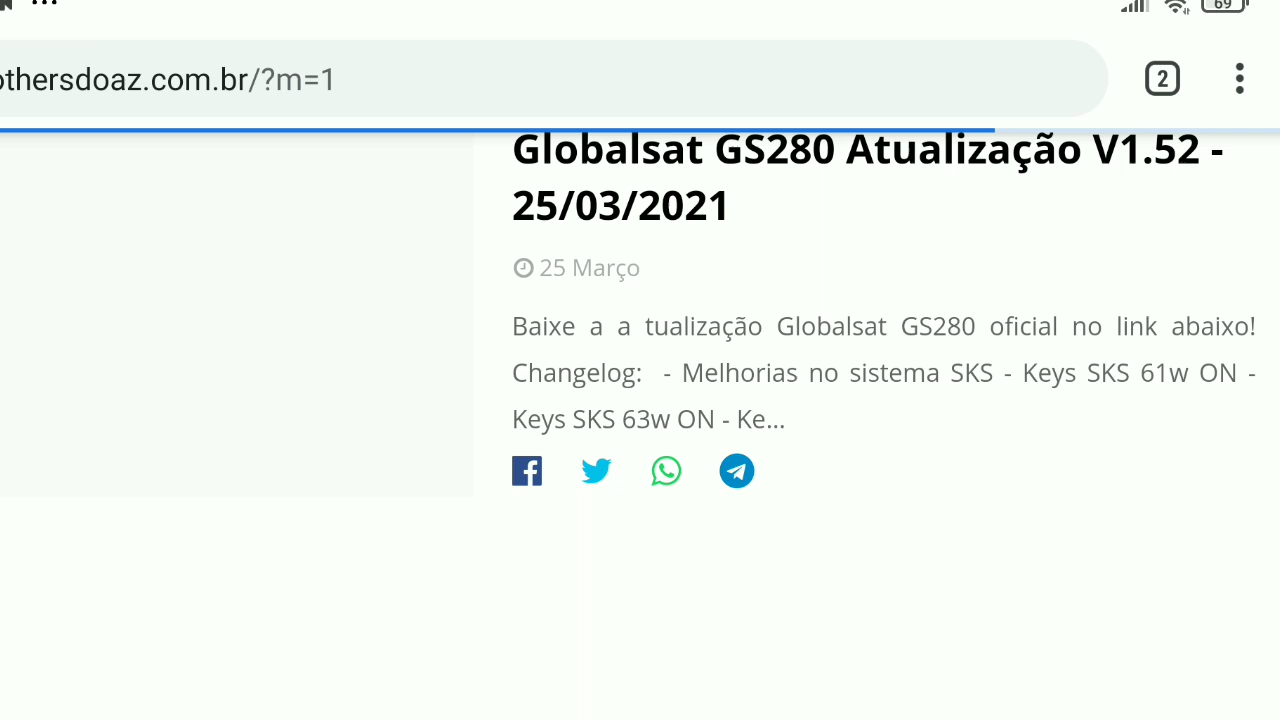 69
othersdoaz.com.br/?m=1
2
Globalsat GS280 Atualização V1.52 -
25/03/2021
25 Março
Baixe a a tualização Globalsat GS280 oficial no link abaixo!
Changelog: - Melhorias no sistema SKS - Keys SKS 61w ON -
Keys SKS 63w ON - Ke...